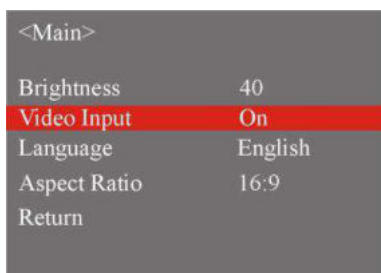 <Main>
Brightness 40
Video Input On
Language English
Aspect Ratio 16:9
Return